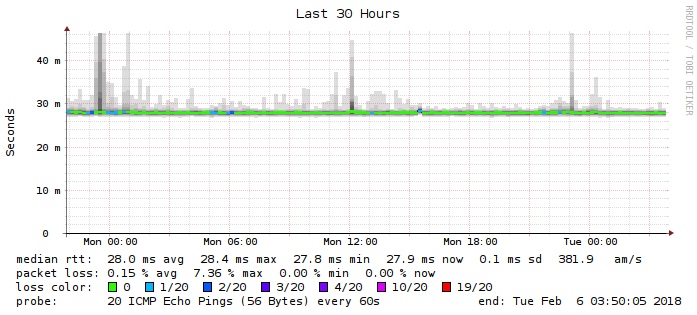 Last 30 Hours
RRDTOOL / TOBI OETIKER
Seconds
40 m
30 m
20 m
10 m
0
Mon 00:00 Mon 06:00 Mon 12:00 Mon 18:00 Tue 00:00
median rtt: 28.0 ms avg 28.4 ms max 27.8 ms min 27.9 ms now 0.1 ms sd 381.9 am/s
packet loss: 0.15 % avg 7.36 % max 0.00 % min 0.00 % now
loss color: 0 1/20 2/20 3/20 4/20 10/20 19/20
probe: 20 ICMP Echo Pings (56 Bytes) every 60s end: Tue Feb 6 03:50:05 2018